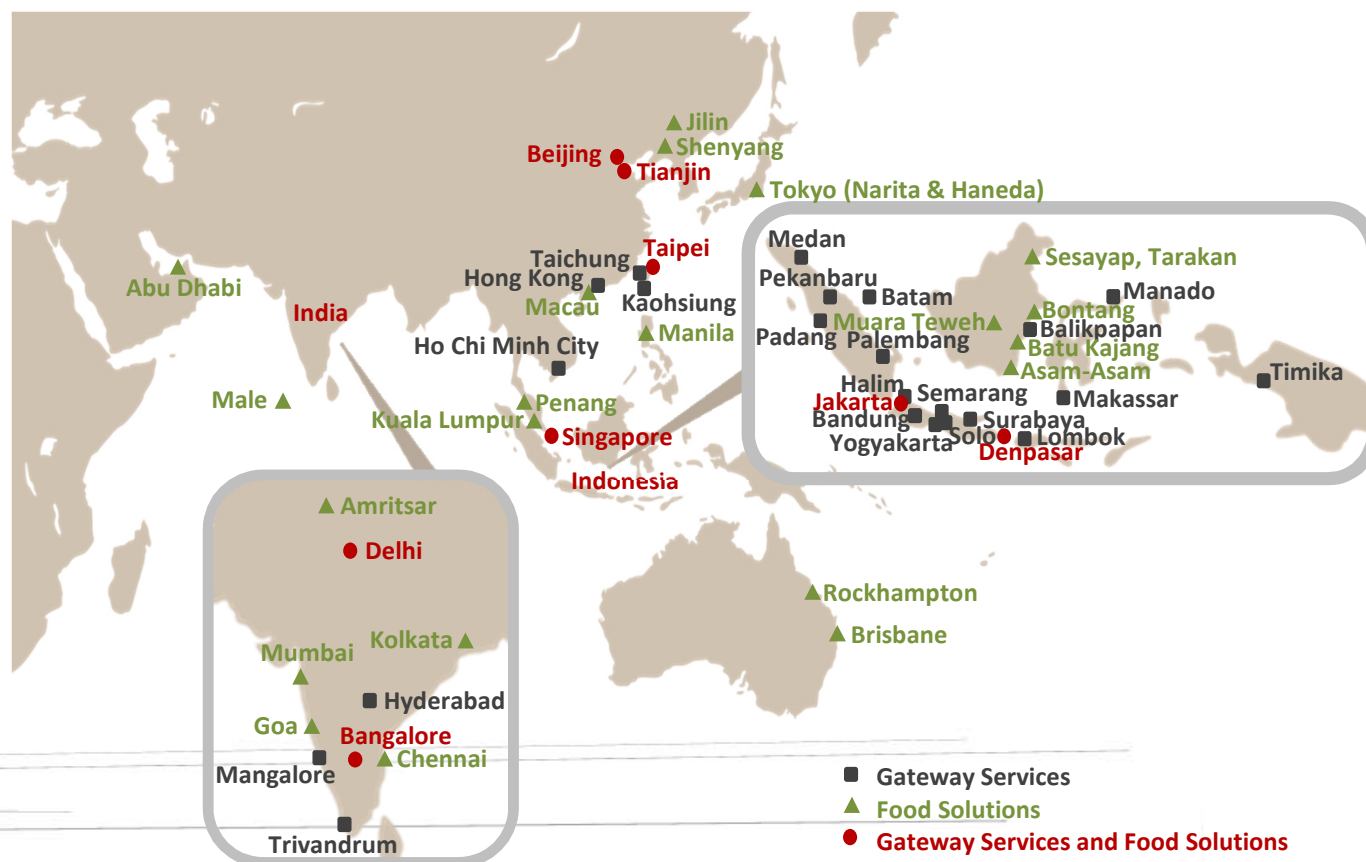 Jilin
Shenyang
Beijing
Tianjin
Tokyo (Narita & Haneda)
Taipei
Taichung
Hong Kong
Macau
Kaohsiung
Abu Dhabi
India
Manila
Ho Chi Minh City
Male
Penang
Kuala Lumpur
Singapore
Indonesia
Medan
Pekanbaru
Batam
Padang
Muara Teweh
Palembang
Sesayap, Tarakan
Manado
Bontang
Balikpapan
Batu Kajang
Asam-Asam
Timika
Halim
Jakarta
Semarang
Makassar
Bandung
Surabaya
Yogyakarta
Solo
Lombok
Denpasar
Amritsar
Delhi
Kolkata
Mumbai
Hyderabad
Goa
Bangalore
Chennai
Mangalore
Trivandrum
Rockhampton
Brisbane
Gateway Services
Food Solutions
Gateway Services and Food Solutions